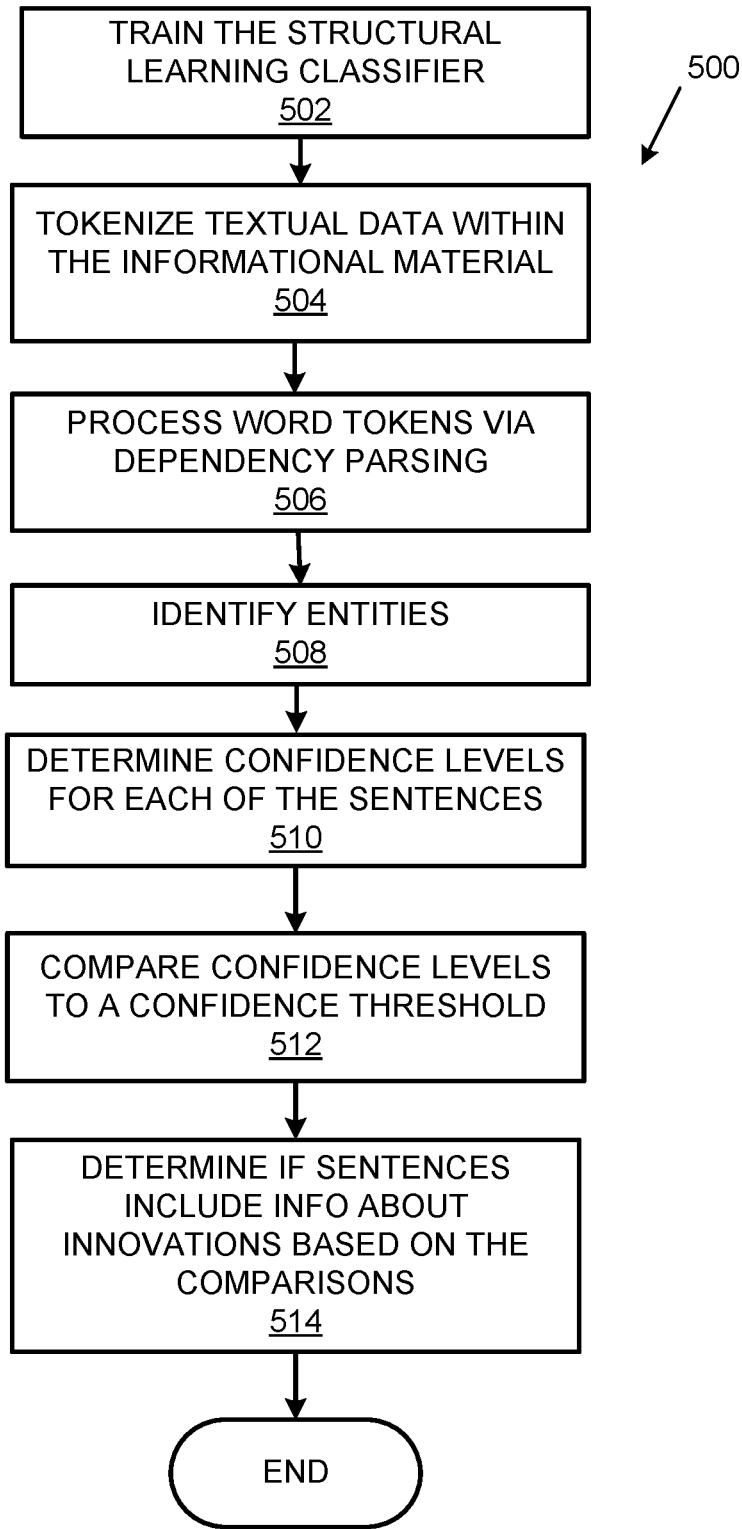 TRAIN THE STRUCTURAL
LEARNING CLASSIFIER
502
500
TOKENIZE TEXTUAL DATA WITHIN
THE INFORMATIONAL MATERIAL
504
PROCESS WORD TOKENS VIA
DEPENDENCY PARSING
506
IDENTIFY ENTITIES
508
DETERMINE CONFIDENCE LEVELS
FOR EACH OF THE SENTENCES
510
COMPARE CONFIDENCE LEVELS
TO A CONFIDENCE THRESHOLD
512
DETERMINE IF SENTENCES
INCLUDE INFO ABOUT
INNOVATIONS BASED ON THE
COMPARISONS
514
END